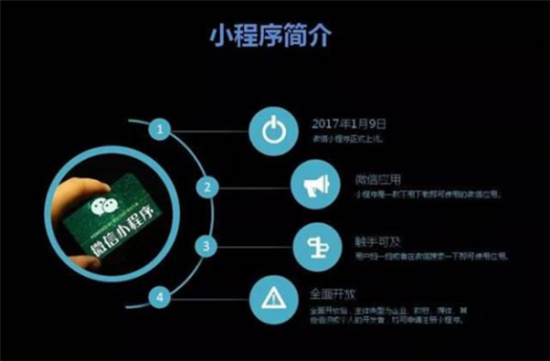 小程序简介
1
2017年1月9日
微信小程序正式上线。
2
微信应用
小程序是一款不用下载即可使用的微信应用。
微信小程序
3
触手可及
用户扫一扫或者在微信搜索一下即可使用应用。
4
全面开放
全面开放后,主体类型为企业、政府、媒体、其
他组织或个人的开发者,均可申请注册小程序。